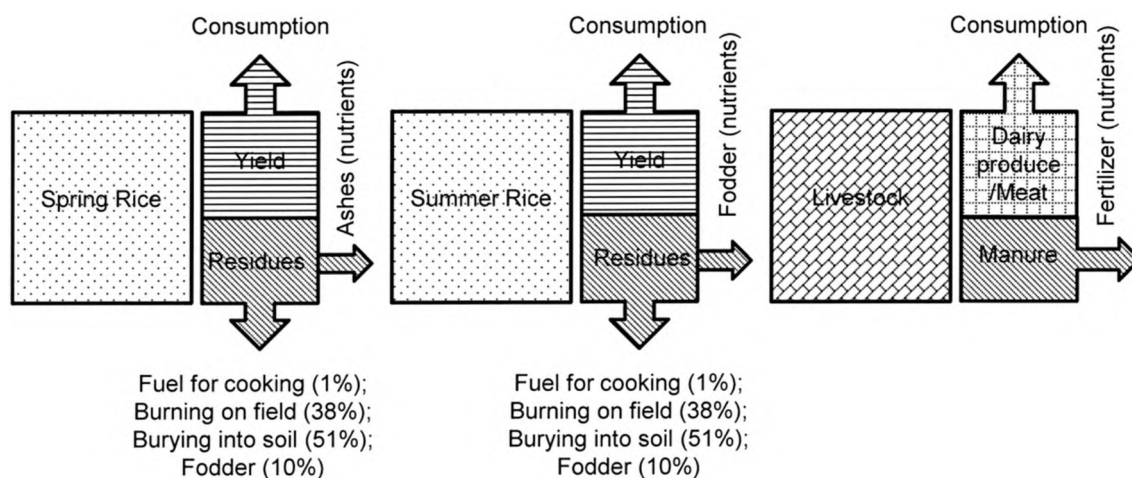 Consumption
Ashes (nutrients)
Spring Rice
Yield
Residues
Fuel for cooking (1%);
Burning on field (38%);
Burying into soil (51%);
Fodder (10%)
Consumption
Fodder (nutrients)
Summer Rice
Yield
Residues
Fuel for cooking (1%);
Burning on field (38%);
Burying into soil (51%);
Fodder (10%)
Consumption
Fertilizer (nutrients)
Livestock
Dairy
produce
/Meat
Manure